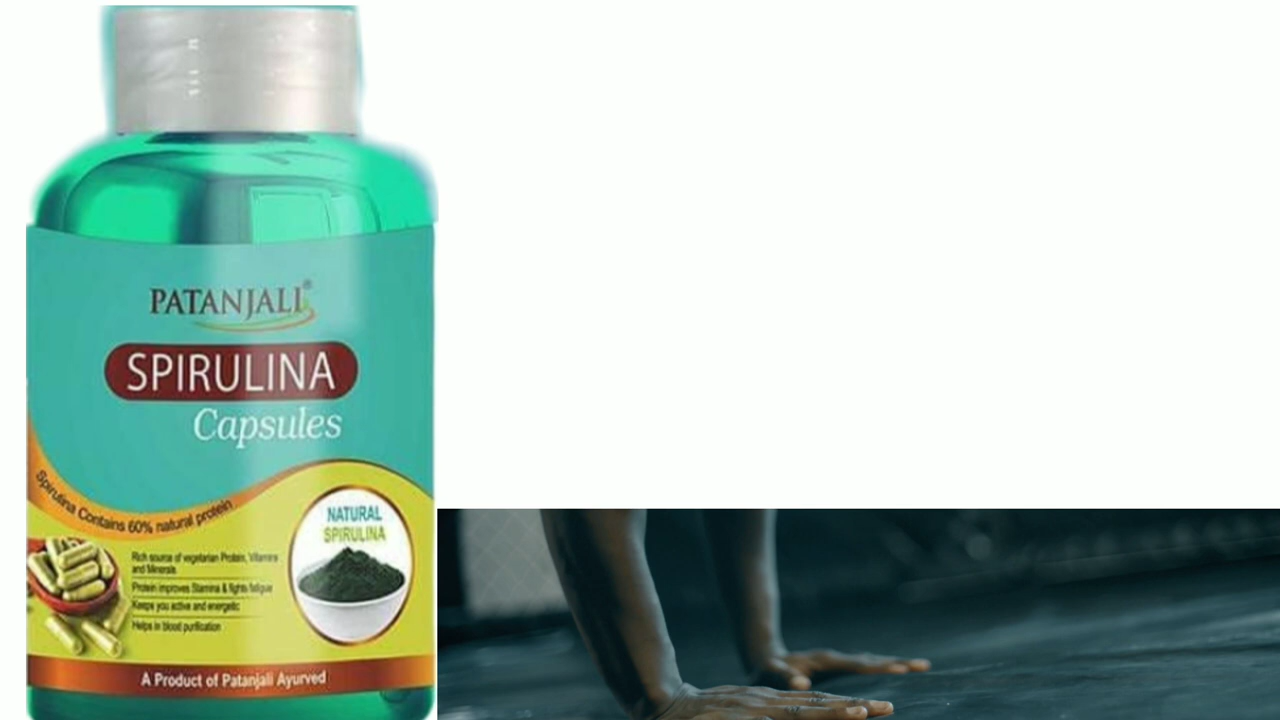 PATANJALI®
SPIRULINA
Capsules
Spirulina Contains 60% natural protein
NATURAL
SPIRULINA
Rich source of vegetarian Protein, Vitamins
and Minerals
Protein improves Stamina & fights fatigue
Keeps you active and energetic
Helps in blood purification
A Product of Patanjali Ayurved